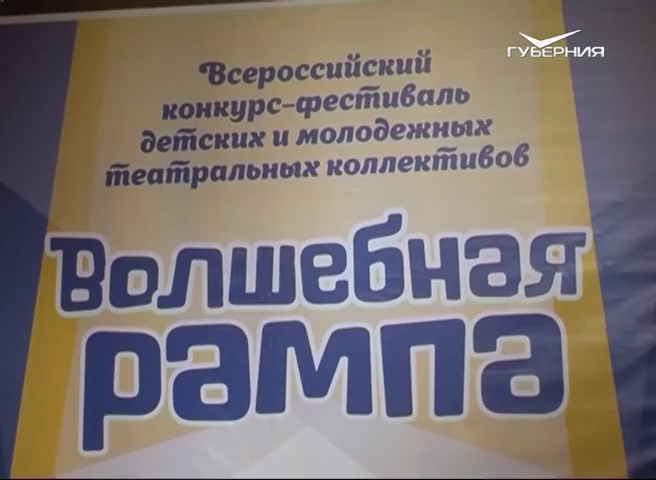 ГУБЕРНИЯ
Всероссийский
конкурс-фестиваль
детских и молодежных
театральных коллективов
Волшебная
рампа